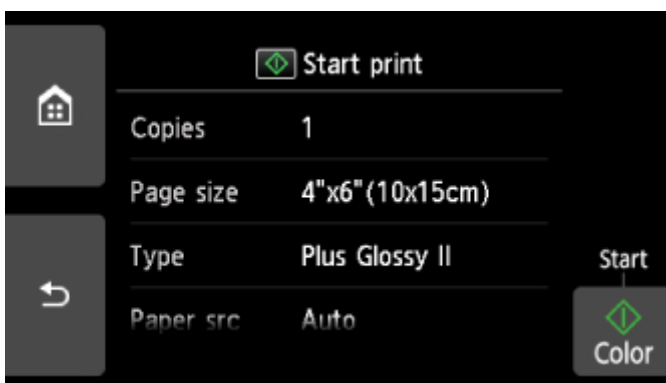 Start print
Copies 1
Page size 4"x6"(10x15cm)
Type Plus Glossy II
Paper src Auto
Start
Color